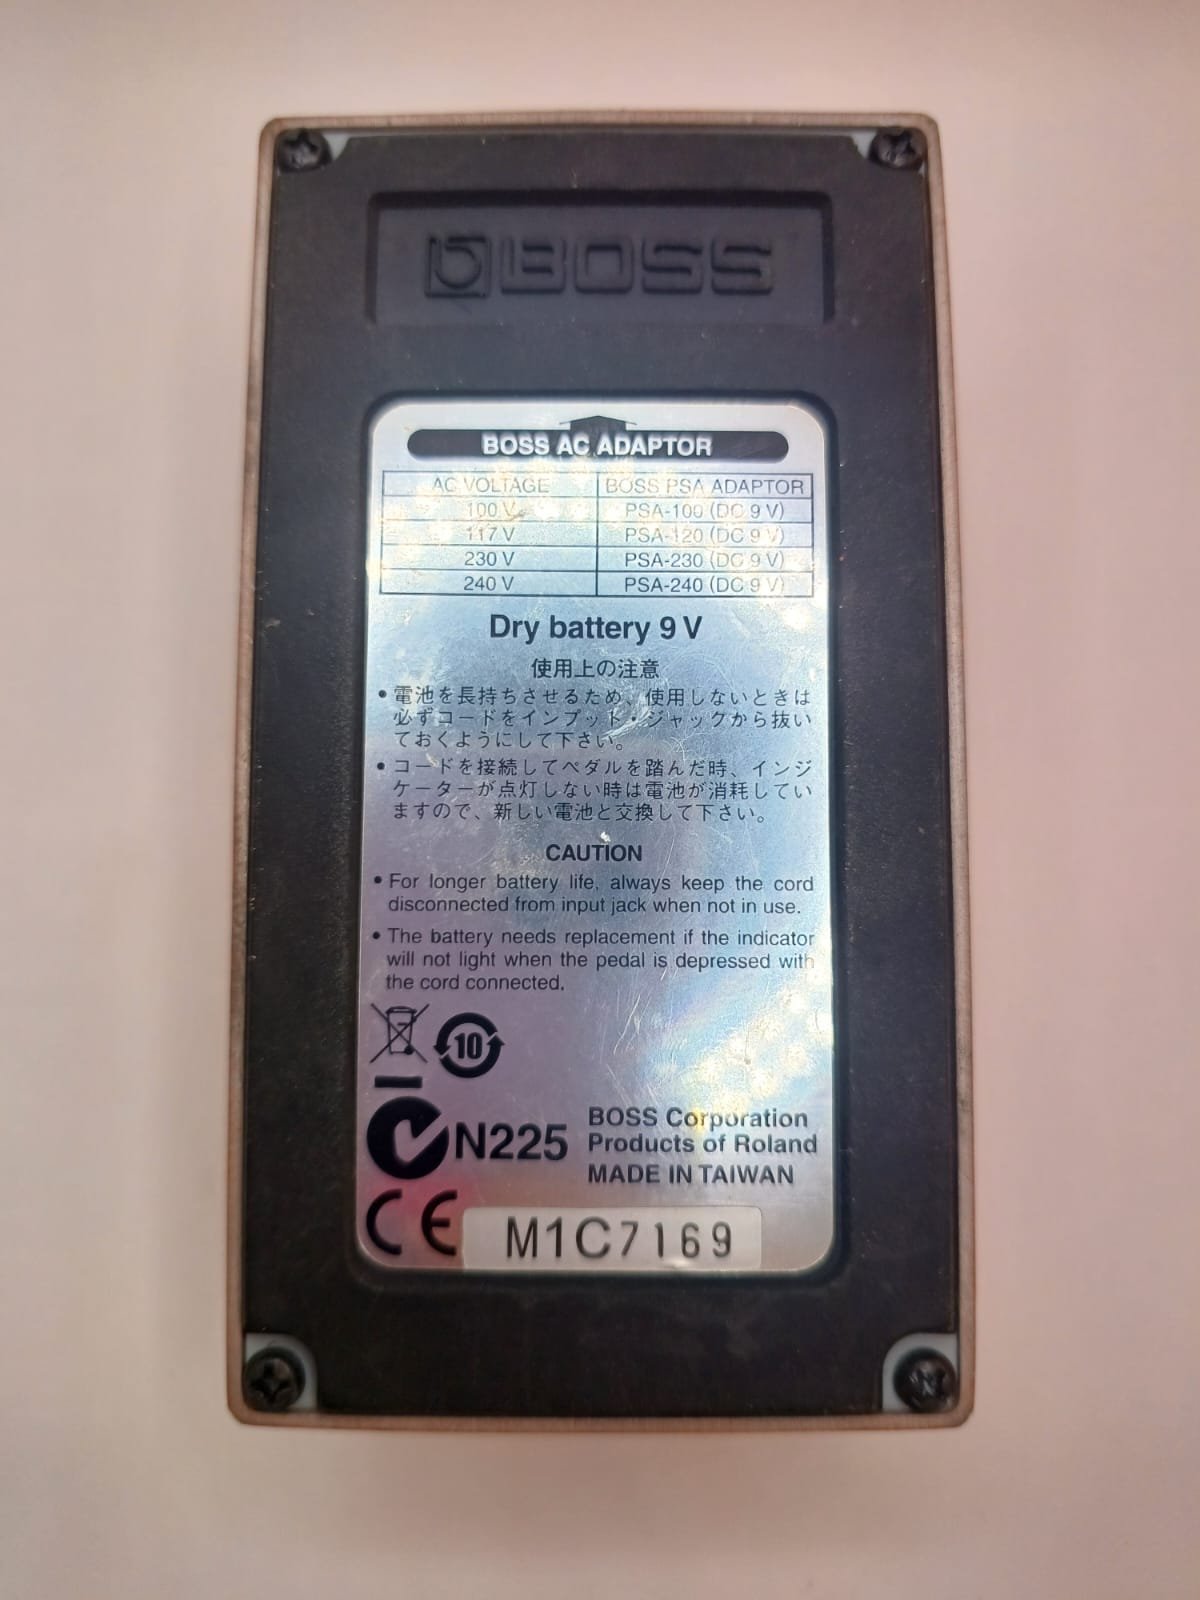 BOSS
BOSS AC ADAPTOR
AC VOLTAGE BOSS PSA ADAPTOR
100 V PSA-100 (DC 9 V)
117 V PSA-120 (DC 9 V)
230 V PSA-230 (DC 9 V)
240 V PSA-240 (DC 9 V)
Dry battery 9 V
使用上の注意
• 電池を長持ちさせるため、使用しないときは
必ずコードをインプット・ジャックから抜い
ておくようにして下さい。
• コードを接続してペダルを踏んだ時、インジ
ケーターが点灯しない時は電池が消耗してい
ますので、新しい電池と交換して下さい。
CAUTION
• For longer battery life, always keep the cord
disconnected from input jack when not in use.
• The battery needs replacement if the indicator
will not light when the pedal is depressed with
the cord connected.
10
N225
BOSS Corporation
Products of Roland
MADE IN TAIWAN
CE
M1C7169